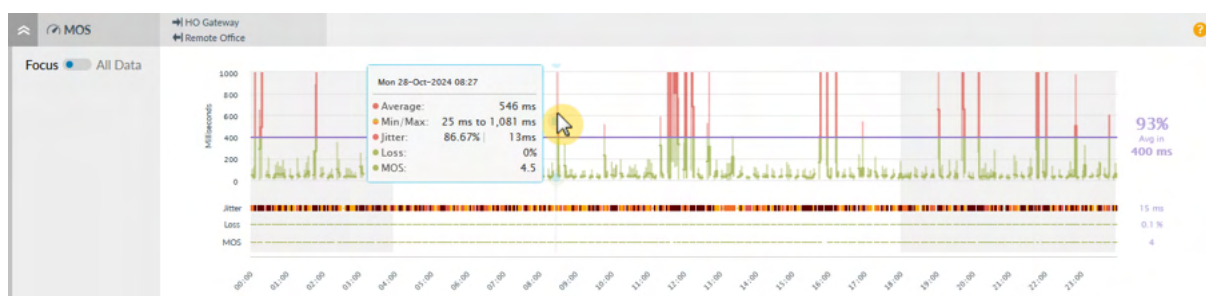 MOS
HO Gateway
Remote Office
?
Focus All Data
Milliseconds
1000
800
600
400
200
0
Mon 28-Oct-2024 08:27
Average: 546 ms
Min/Max: 25 ms to 1,081 ms
Jitter: 86.67% | 13ms
Loss: 0%
MOS: 4.5
93%
Avg in
400 ms
Jitter 15 ms
Loss 0.1 %
MOS 4
00:00 01:00 02:00 03:00 04:00 05:00 06:00 07:00 08:00 09:00 10:00 11:00 12:00 13:00 14:00 15:00 16:00 17:00 18:00 19:00 20:00 21:00 22:00 23:00